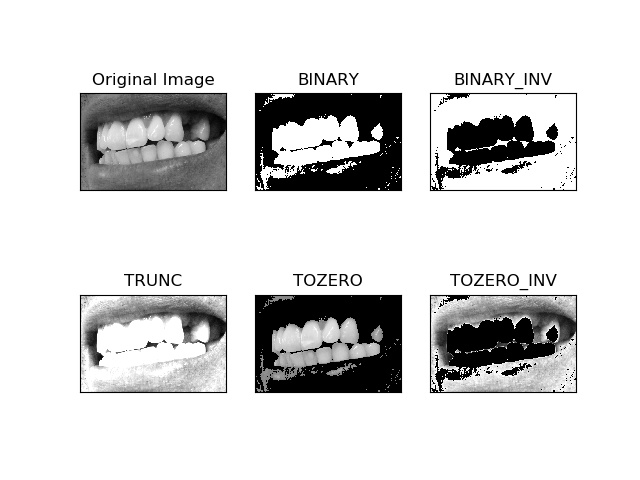 Original Image
BINARY
BINARY_INV
TRUNC
TOZERO
TOZERO_INV